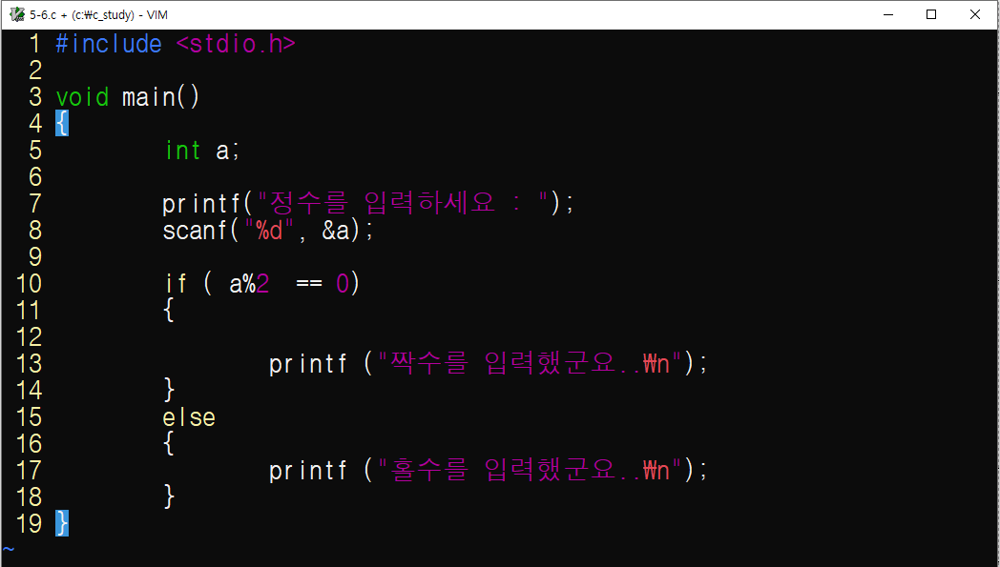 5-6.c + (c:₩c_study) - VIM
1 #include <stdio.h>
2
3 void main()
4 {
5 int a;
6
7 printf("정수를 입력하세요 : ");
8 scanf("%d", &a);
9
10 if ( a%2 == 0)
11 {
12
13 printf ("짝수를 입력했군요..₩n");
14 }
15 else
16 {
17 printf ("홀수를 입력했군요..₩n");
18 }
19 }
~